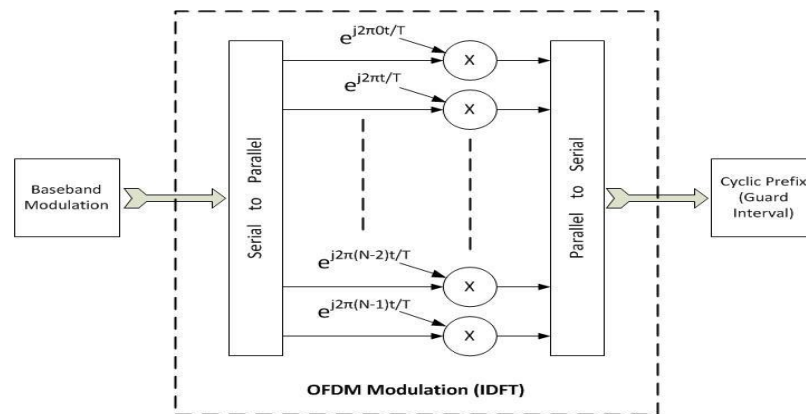 e^j2π0t/T
X
e^j2πt/T
X
Serial to Parallel
Parallel to Serial
Baseband
Modulation
Cyclic Prefix
(Guard
Interval)
e^j2π(N-2)t/T
X
e^j2π(N-1)t/T
X
OFDM Modulation (IDFT)